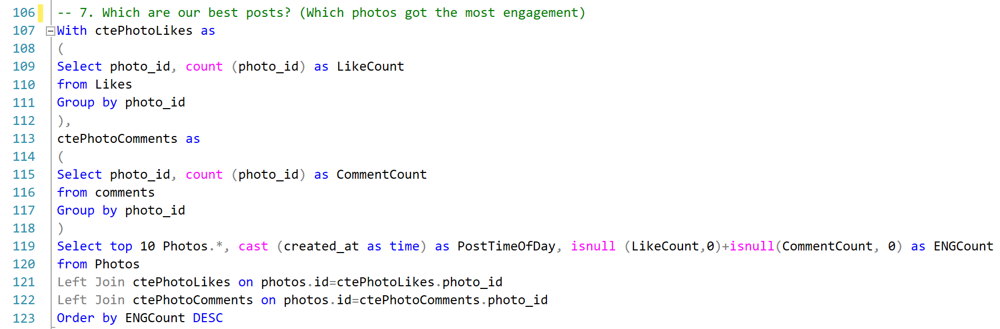 106 -- 7. Which are our best posts? (Which photos got the most engagement)
107 With ctePhotoLikes as
108 (
109 Select photo_id, count (photo_id) as LikeCount
110 from Likes
111 Group by photo_id
112 ),
113 ctePhotoComments as
114 (
115 Select photo_id, count (photo_id) as CommentCount
116 from comments
117 Group by photo_id
118 )
119 Select top 10 Photos.*, cast (created_at as time) as PostTimeOfDay, isnull (LikeCount,0)+isnull(CommentCount, 0) as ENGCount
120 from Photos
121 Left Join ctePhotoLikes on photos.id=ctePhotoLikes.photo_id
122 Left Join ctePhotoComments on photos.id=ctePhotoComments.photo_id
123 Order by ENGCount DESC